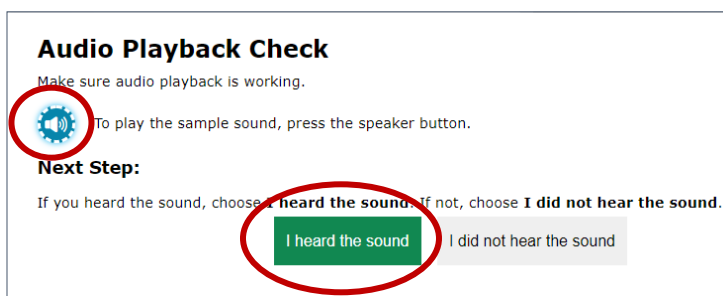 Audio Playback Check
Make sure audio playback is working.
To play the sample sound, press the speaker button.
Next Step:
If you heard the sound, choose I heard the sound. If not, choose I did not hear the sound.
I heard the sound
I did not hear the sound